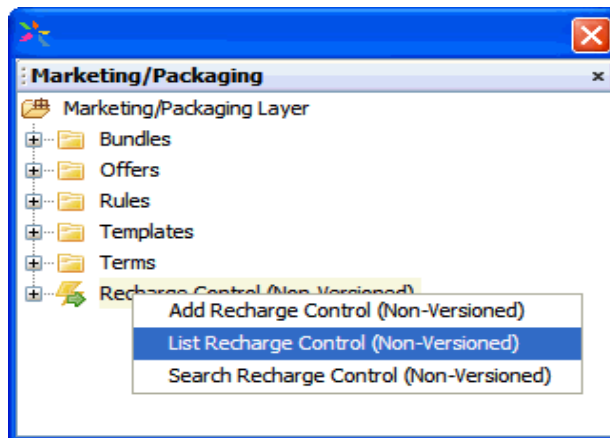 Marketing/Packaging
Marketing/Packaging Layer
Bundles
Offers
Rules
Templates
Terms
Recharge Control (Non-Versioned)
Add Recharge Control (Non-Versioned)
List Recharge Control (Non-Versioned)
Search Recharge Control (Non-Versioned)